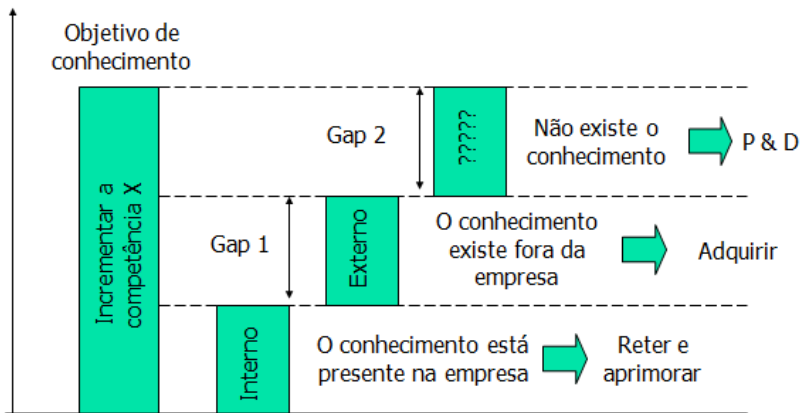 Objetivo de
conhecimento
Incrementar a
competência X
Gap 2
?????
Não existe o
conhecimento
P & D
Gap 1
Externo
O conhecimento
existe fora da
empresa
Adquirir
Interno
O conhecimento está
presente na empresa
Reter e
aprimorar